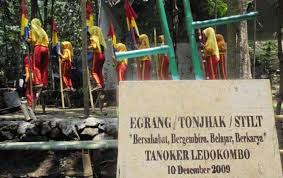 EGRANG / TONJHAK / STILT
"Bersahabat, Bergembira, Belajar, Berkarya"
TANOKER LEDOKOMBO
10 Desember 2009